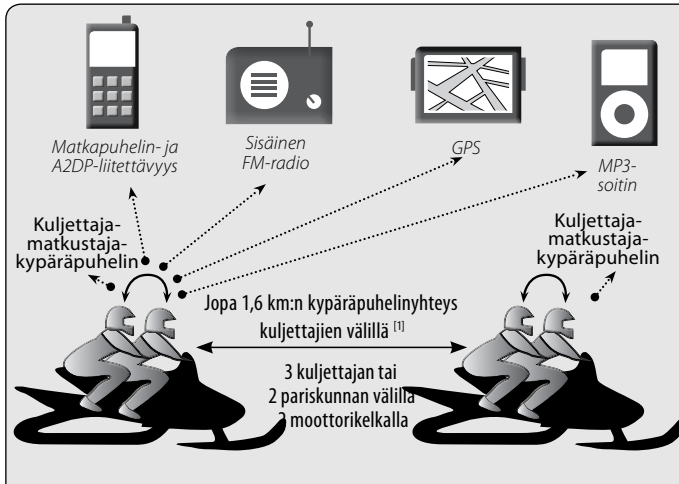 Matkapuhelin- ja
A2DP-liitettävyys
Sisäinen
FM-radio
GPS
MP3-
soitin
Kuljettaja-
matkustaja-
kypäräpuhelin
Kuljettaja-
matkustaja-
kypäräpuhelin
Jopa 1,6 km:n kypäräpuhelinyhteys
kuljettajien välillä [1]
3 kuljettajan tai
2 pariskunnan välillä
moottorikelkalla